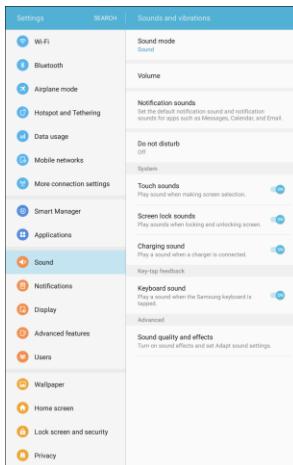 Settings
SEARCH
Wi-Fi
Bluetooth
Airplane mode
Hotspot and Tethering
Data usage
Mobile networks
More connection settings
Smart Manager
Applications
Sound
Notifications
Display
Advanced features
Users
Wallpaper
Home screen
Lock screen and security
Privacy
Sounds and vibrations
Sound mode
Sound
Volume
Notification sounds
Set the default notification sound and notification
sounds for apps such as Messages, Calendar, and Email.
Do not disturb
Off
System
Touch sounds
Play sound when making screen selection.
ON
Screen lock sounds
Play sounds when locking and unlocking screen.
ON
Charging sound
Play a sound when a charger is connected.
ON
Key-tap feedback
Keyboard sound
Play a sound when the Samsung keyboard is
tapped.
ON
Advanced
Sound quality and effects
Turn on sound effects and set Adapt sound settings.